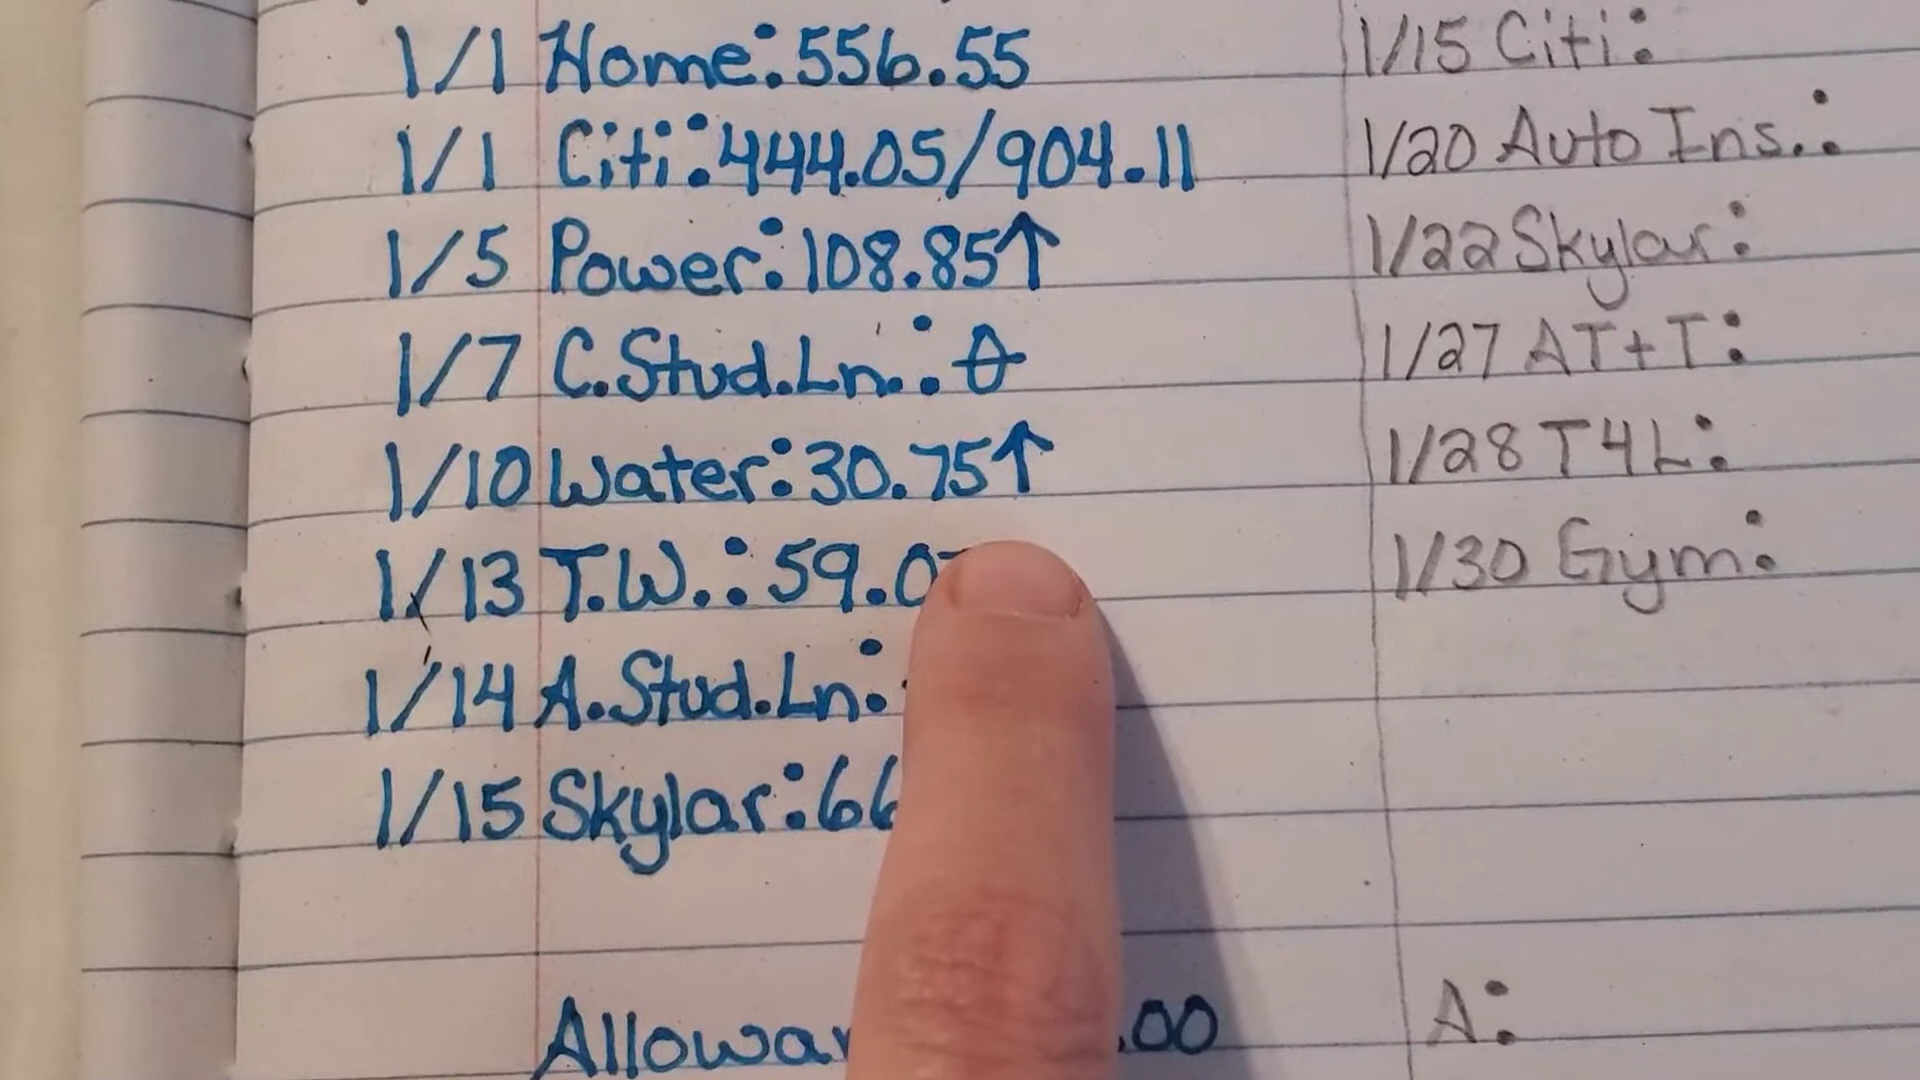 1/1 Home: 556.55
1/1 Citi: 444.05/904.11
1/5 Power: 108.85↑
1/7 C.Stud.Ln.: 0
1/10 Water: 30.75↑
1/13 T.W.: 59.0
1/14 A.Stud.Ln:
1/15 Skylar: 66
.00
1/15 Citi:
1/20 Auto Ins.:
1/22 Skylar:
1/27 AT+T:
1/28 T4L:
1/30 Gym:
A: